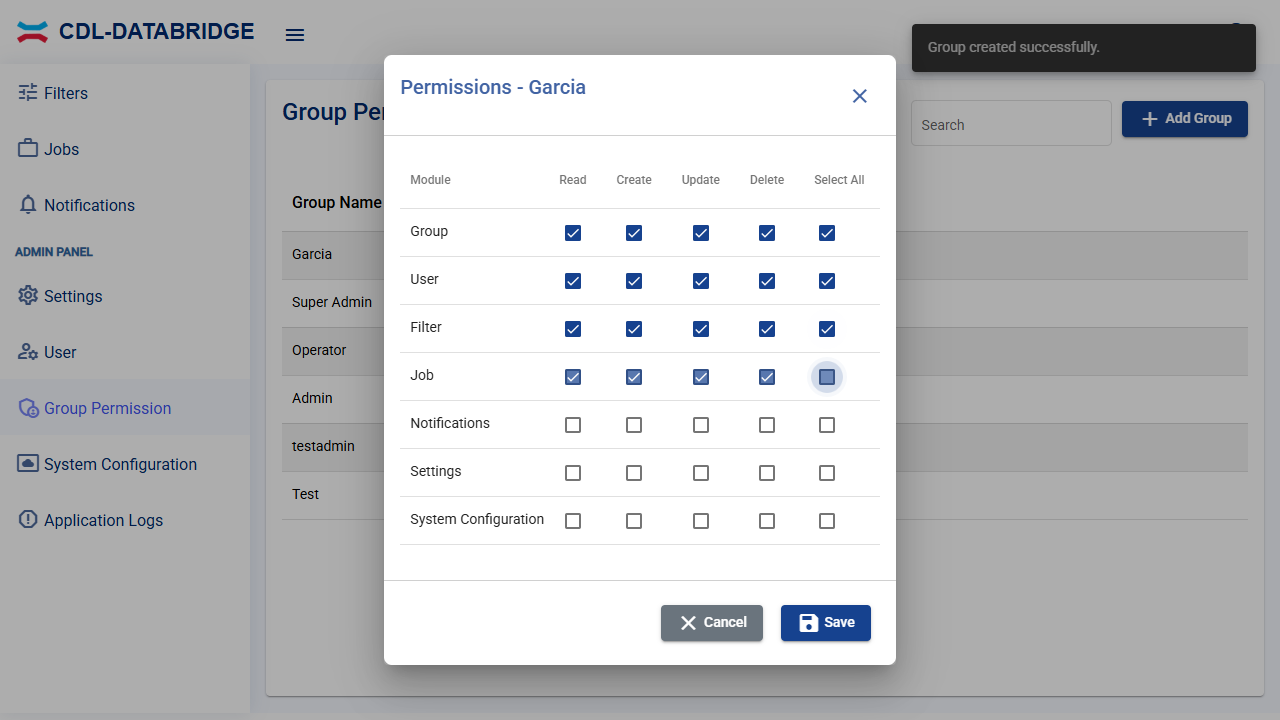 CDL-DATABRIDGE
Group created successfully.
Filters
Jobs
Notifications
ADMIN PANEL
Settings
User
Group Permission
System Configuration
Application Logs
Group Per
Search
Add Group
Group Name
Garcia
Super Admin
Operator
Admin
testadmin
Test
Permissions - Garcia
Module Read Create Update Delete Select All
Group
User
Filter
Job
Notifications
Settings
System Configuration
Cancel Save